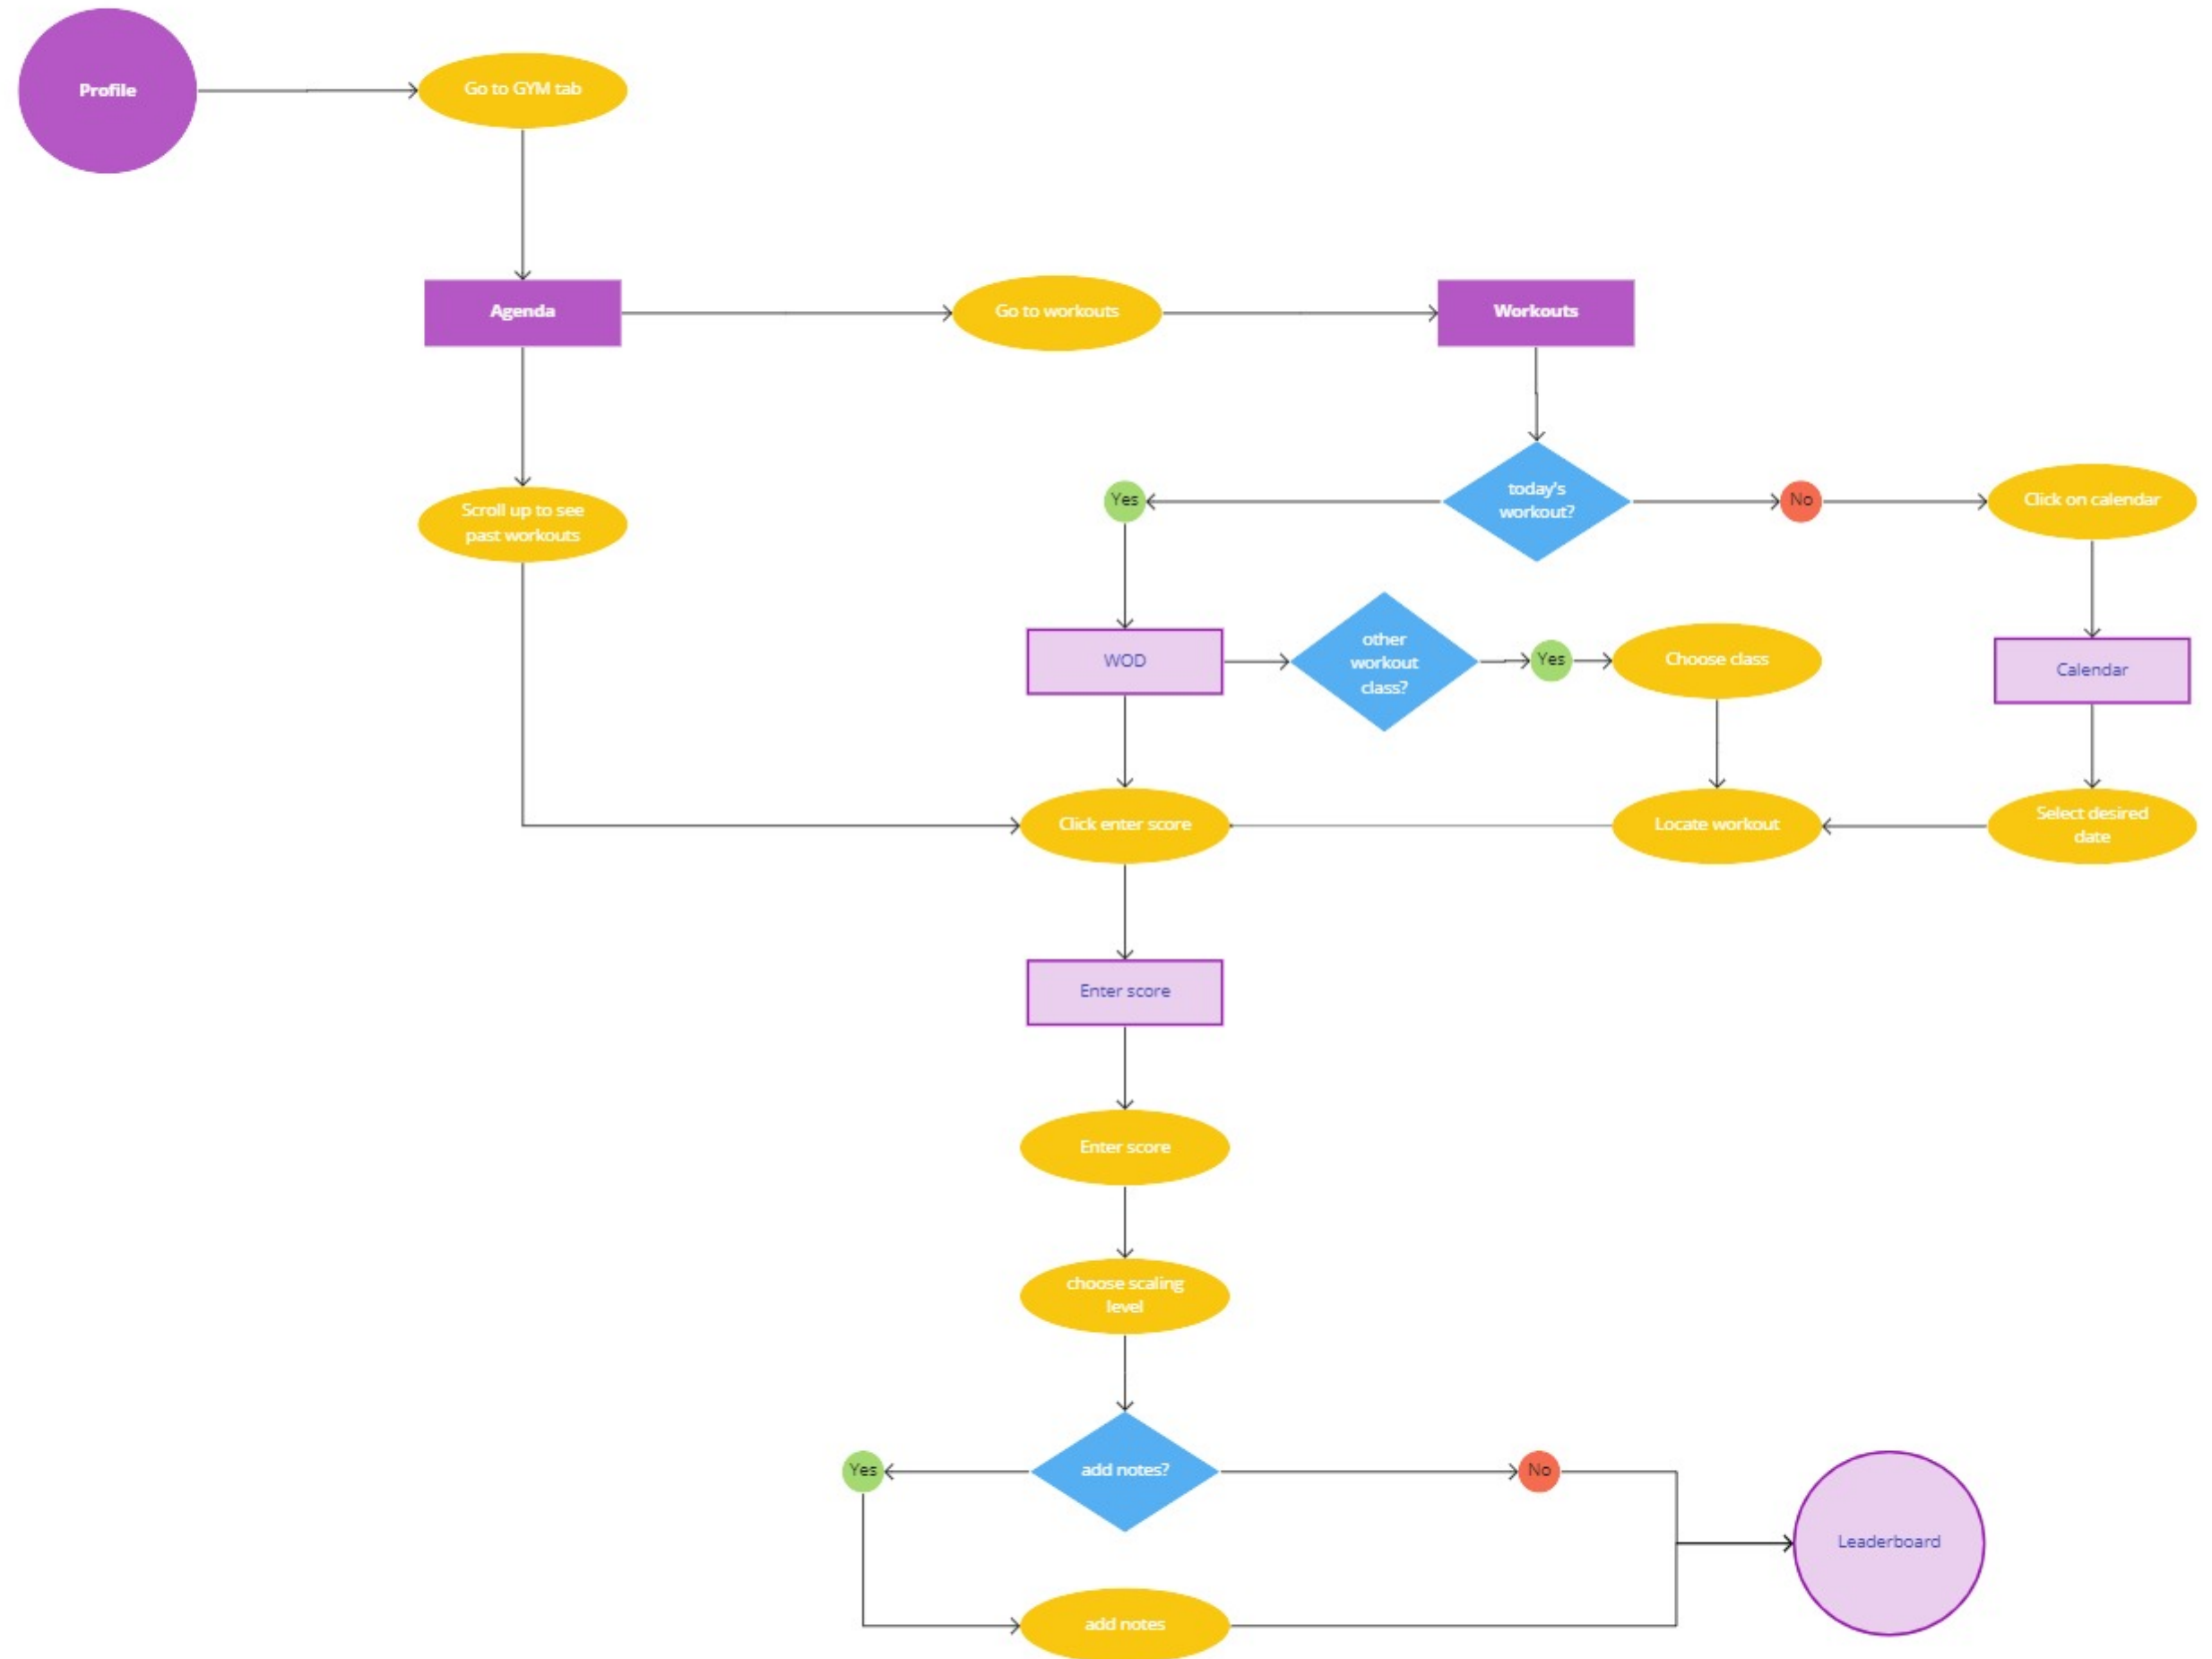 Profile
Go to GYM tab
Agenda
Go to workouts
Workouts
Scroll up to see
past workouts
Yes
today's
workout?
No
Click on calendar
WOD
other
workout
class?
Yes
Choose class
Calendar
Click enter score
Locate workout
Select desired
date
Enter score
Enter score
choose scaling
level
Yes
add notes?
No
Leaderboard
add notes